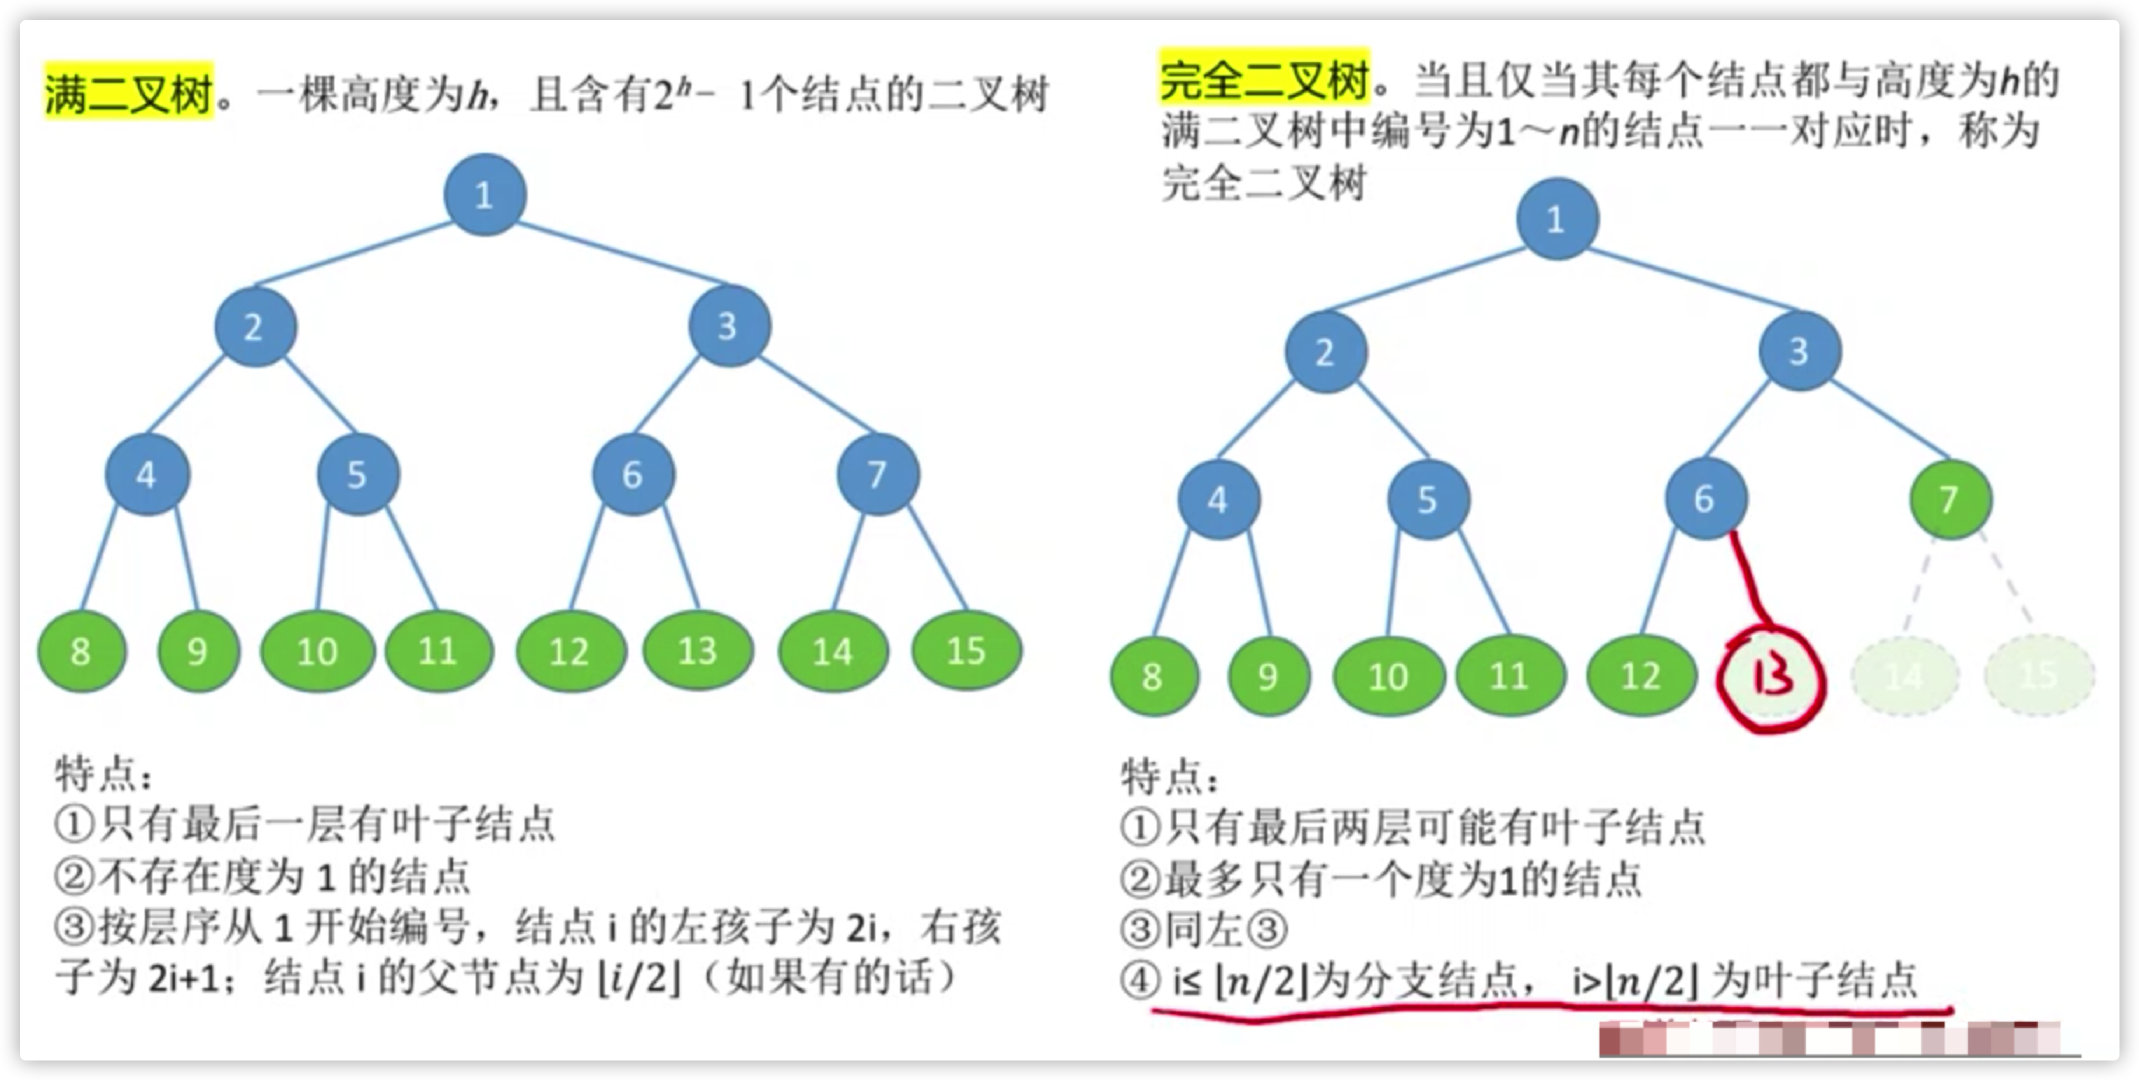 满二叉树。一棵高度为h，且含有2ʰ- 1个结点的二叉树
1
2 3
4 5 6 7
8 9 10 11 12 13 14 15
特点：
①只有最后一层有叶子结点
②不存在度为 1 的结点
③按层序从 1 开始编号，结点 i 的左孩子为 2i，右孩
子为 2i+1；结点 i 的父节点为 ⌊i/2⌋（如果有的话）
完全二叉树。当且仅当其每个结点都与高度为h的
满二叉树中编号为1～n的结点一一对应时，称为
完全二叉树
1
2 3
4 5 6 7
8 9 10 11 12 13 14 15
特点：
①只有最后两层可能有叶子结点
②最多只有一个度为1的结点
③同左③
④ i≤ ⌊n/2⌋为分支结点， i>⌊n/2⌋ 为叶子结点